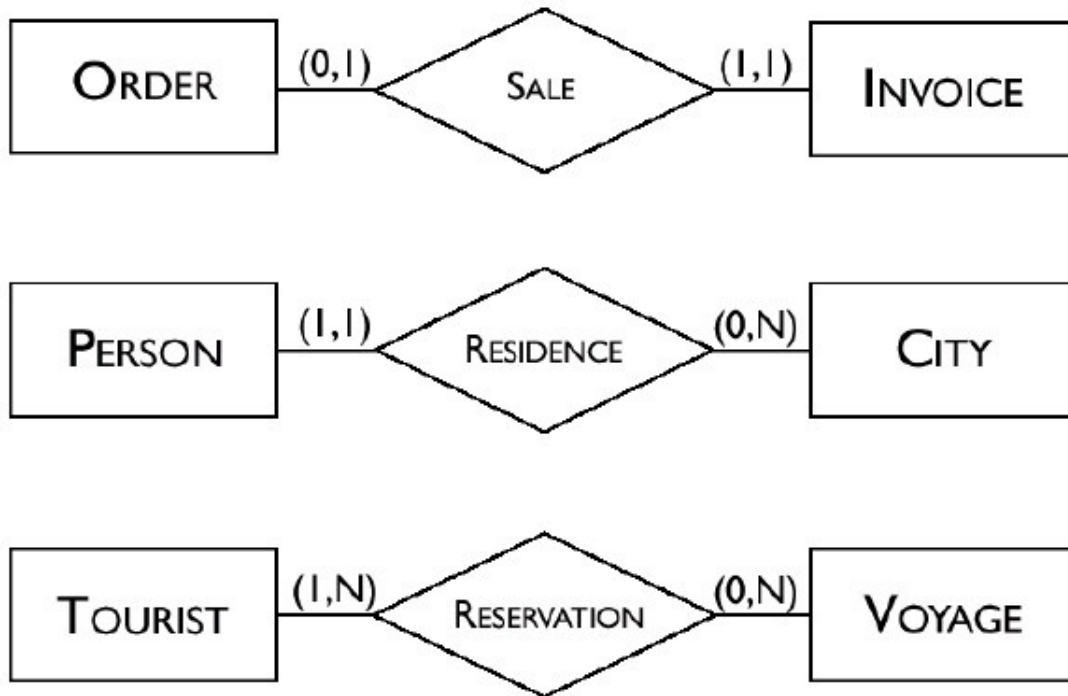 ORDER (0,1) SALE (1,1) INVOICE
PERSON (1,1) RESIDENCE (0,N) CITY
TOURIST (1,N) RESERVATION (0,N) VOYAGE